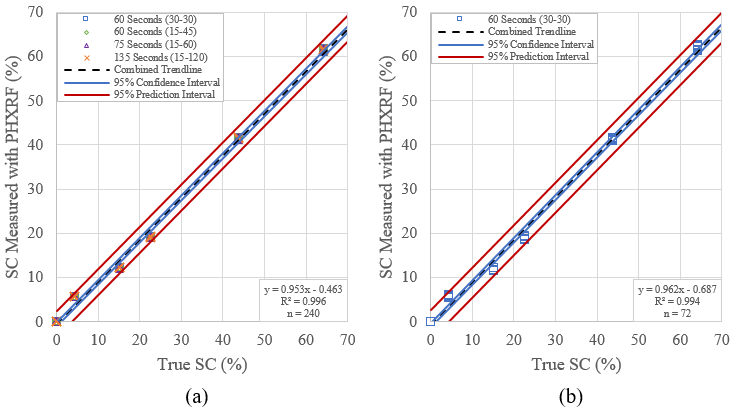 SC Measured with PHXRF (%)
70
60
50
40
30
20
10
0
60 Seconds (30-30)
60 Seconds (15-45)
75 Seconds (15-60)
135 Seconds (15-120)
Combined Trendline
95% Confidence Interval
95% Prediction Interval
y = 0.953x - 0.463
R² = 0.996
n = 240
0 10 20 30 40 50 60 70
True SC (%)
(a)
SC Measured with PHXRF (%)
70
60
50
40
30
20
10
0
60 Seconds (30-30)
Combined Trendline
95% Confidence Interval
95% Prediction Interval
y = 0.962x - 0.687
R² = 0.994
n = 72
0 10 20 30 40 50 60 70
True SC (%)
(b)